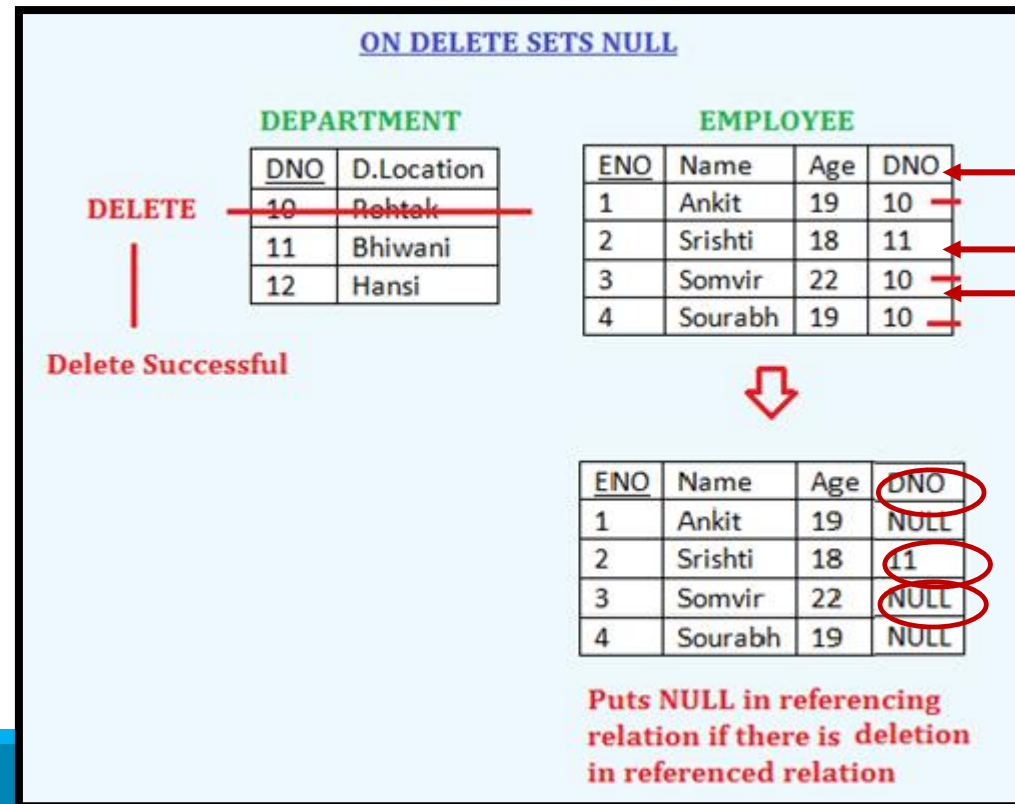 ON DELETE SETS NULL
DEPARTMENT
DNO D.Location
DELETE 10 Rohtak
11 Bhiwani
12 Hansi
Delete Successful
EMPLOYEE
ENO Name Age DNO
1 Ankit 19 10
2 Srishti 18 11
3 Somvir 22 10
4 Sourabh 19 10
ENO Name Age DNO
1 Ankit 19 NULL
2 Srishti 18 11
3 Somvir 22 NULL
4 Sourabh 19 NULL
Puts NULL in referencing
relation if there is deletion
in referenced relation